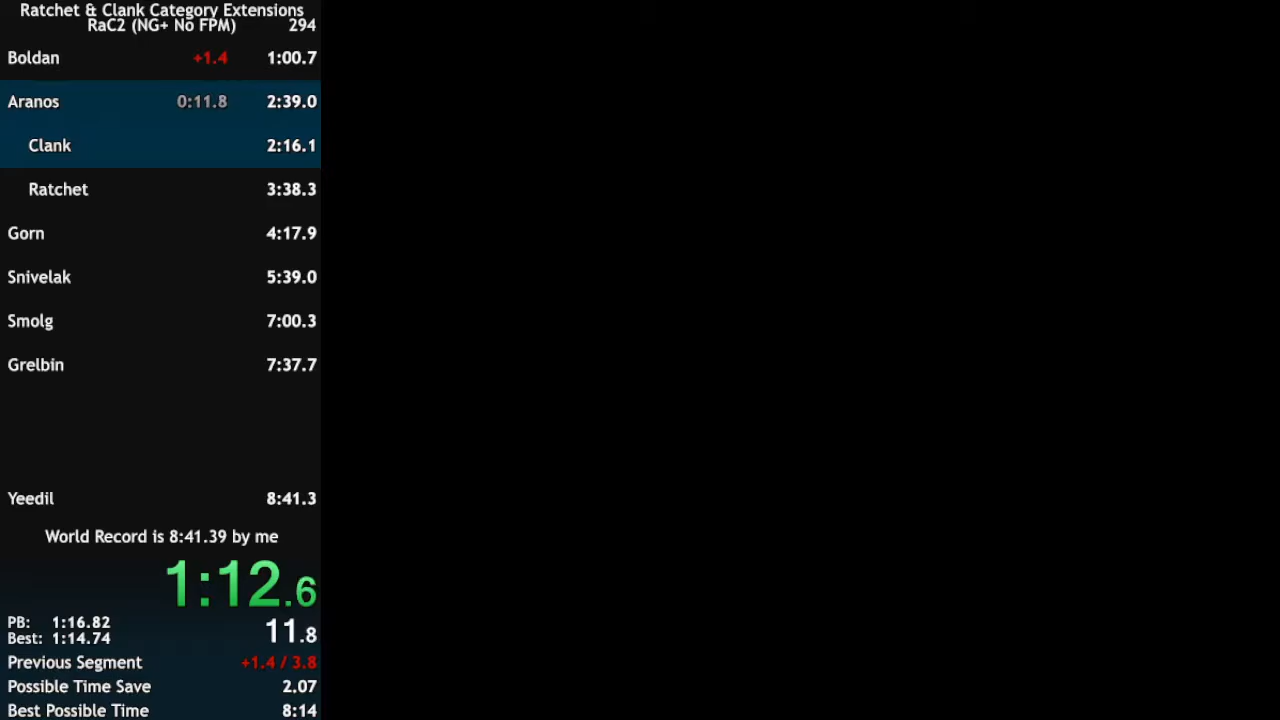 Ratchet & Clank Category Extensions
RaC2 (NG+ No FPM) 294
Boldan +1.4 1:00.7
Aranos 0:11.8 2:39.0
Clank 2:16.1
Ratchet 3:38.3
Gorn 4:17.9
Snivelak 5:39.0
Smolg 7:00.3
Grelbin 7:37.7
Yeedil 8:41.3
World Record is 8:41.39 by me
1:12.6
PB: 1:16.82
Best: 1:14.74
11.8
Previous Segment +1.4 / 3.8
Possible Time Save 2.07
Best Possible Time 8:14